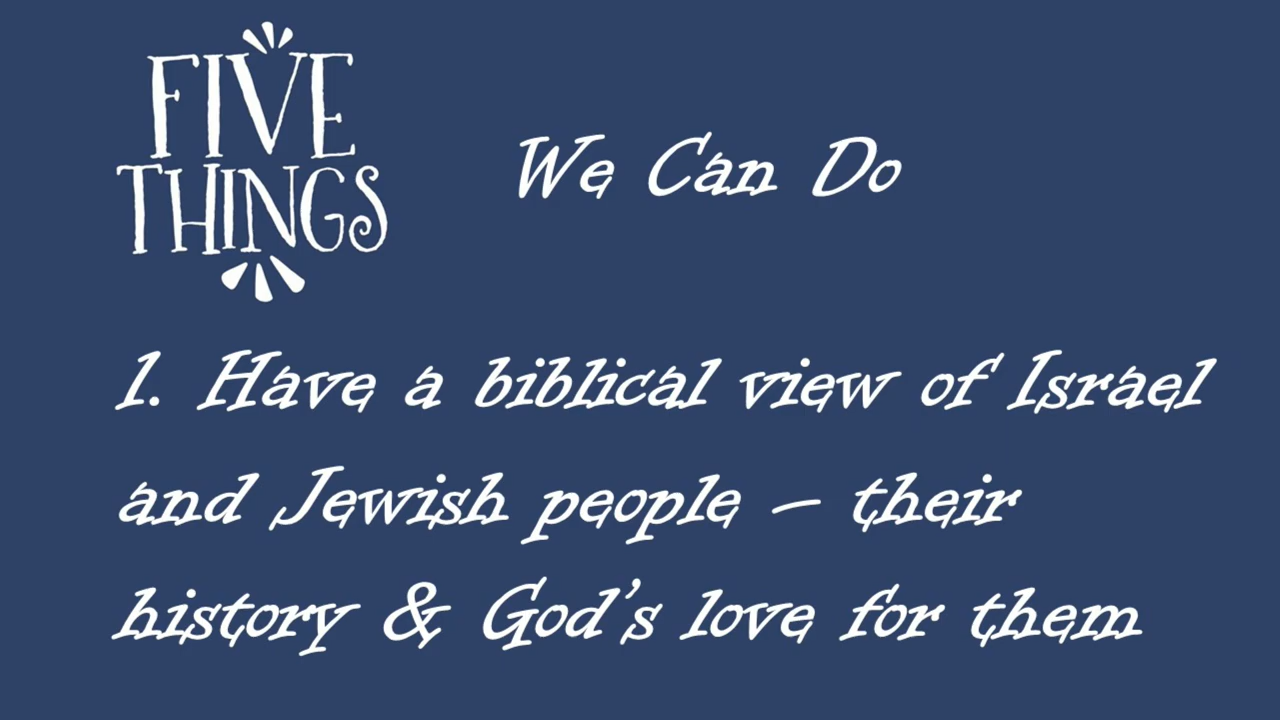 FIVE
THINGS
We Can Do
1. Have a biblical view of Israel
and Jewish people – their
history & God's love for them